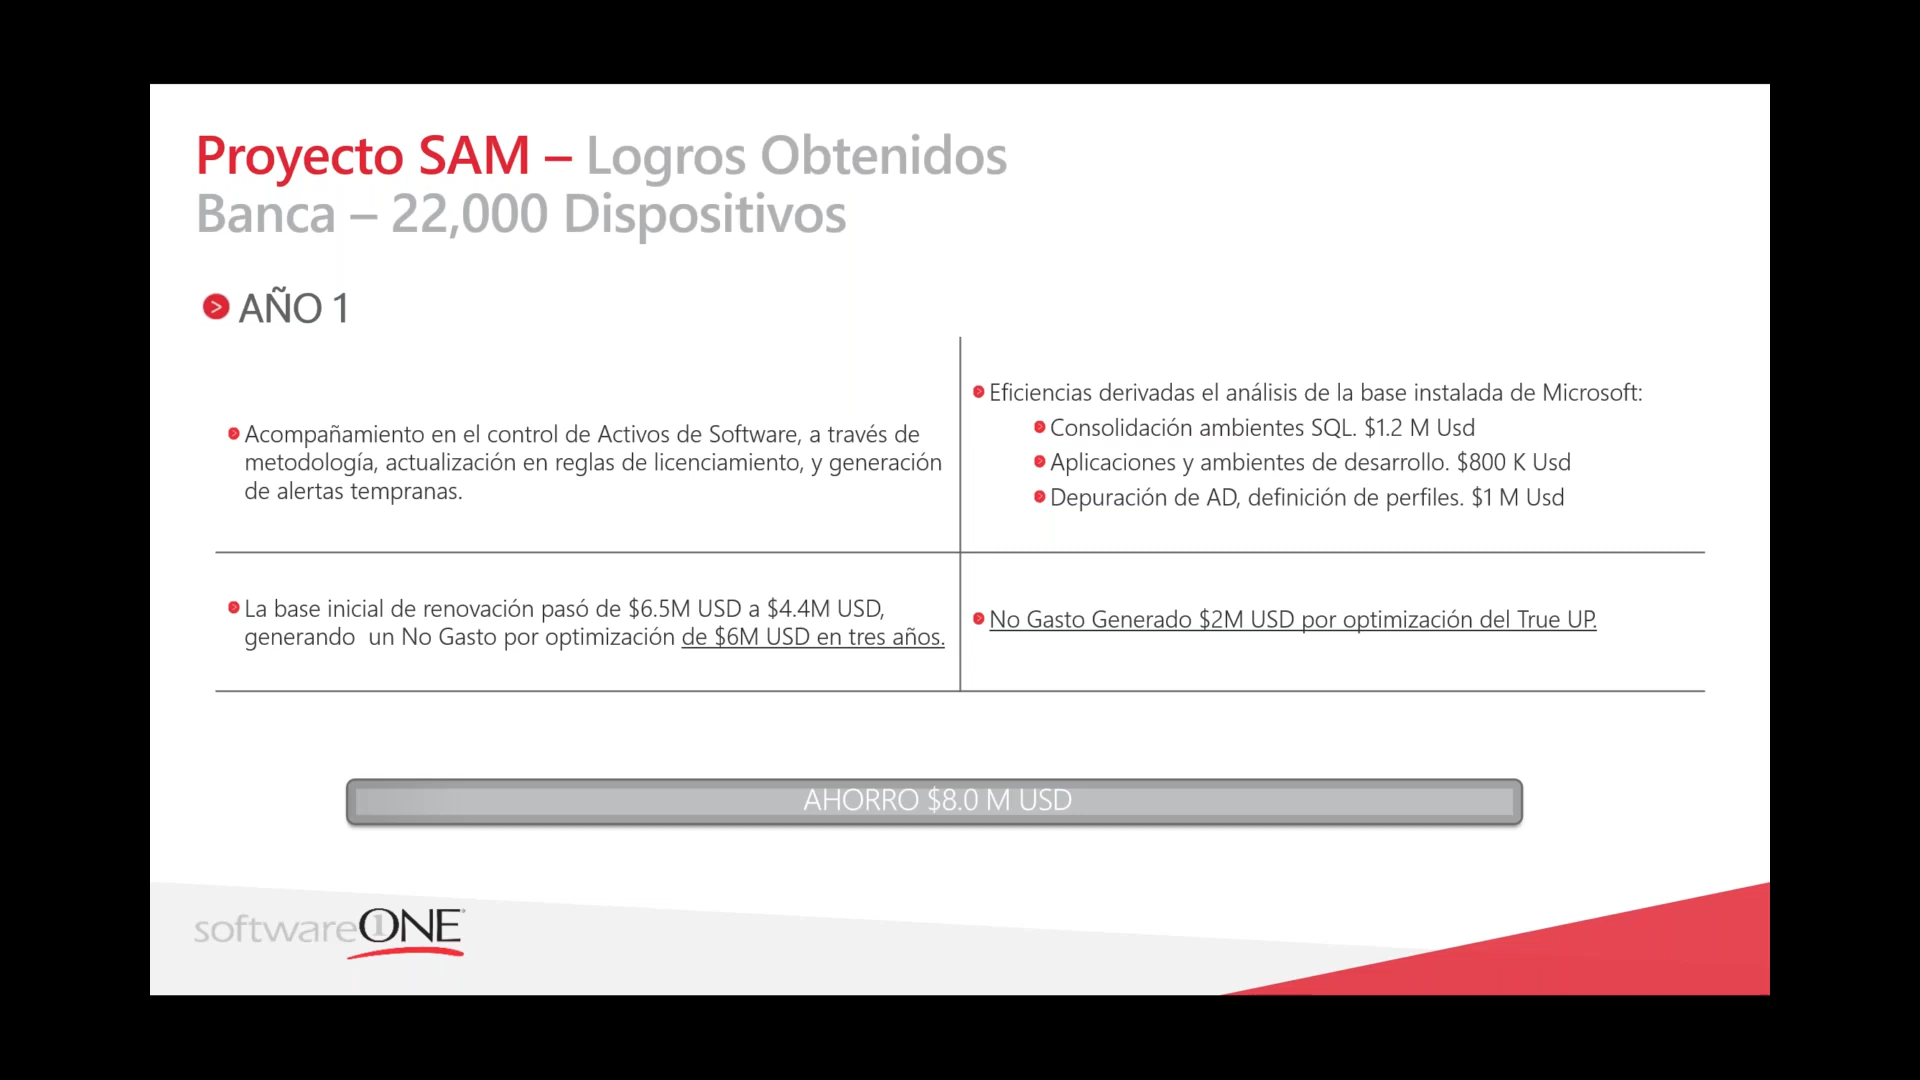 Proyecto SAM – Logros Obtenidos
Banca – 22,000 Dispositivos
AÑO 1
Acompañamiento en el control de Activos de Software, a través de
metodología, actualización en reglas de licenciamiento, y generación
de alertas tempranas.
Eficiencias derivadas el análisis de la base instalada de Microsoft:
Consolidación ambientes SQL. $1.2 M Usd
Aplicaciones y ambientes de desarrollo. $800 K Usd
Depuración de AD, definición de perfiles. $1 M Usd
La base inicial de renovación pasó de $6.5M USD a $4.4M USD,
generando  un No Gasto por optimización de $6M USD en tres años.
No Gasto Generado $2M USD por optimización del True UP.
AHORRO $8.0 M USD
softwareONE